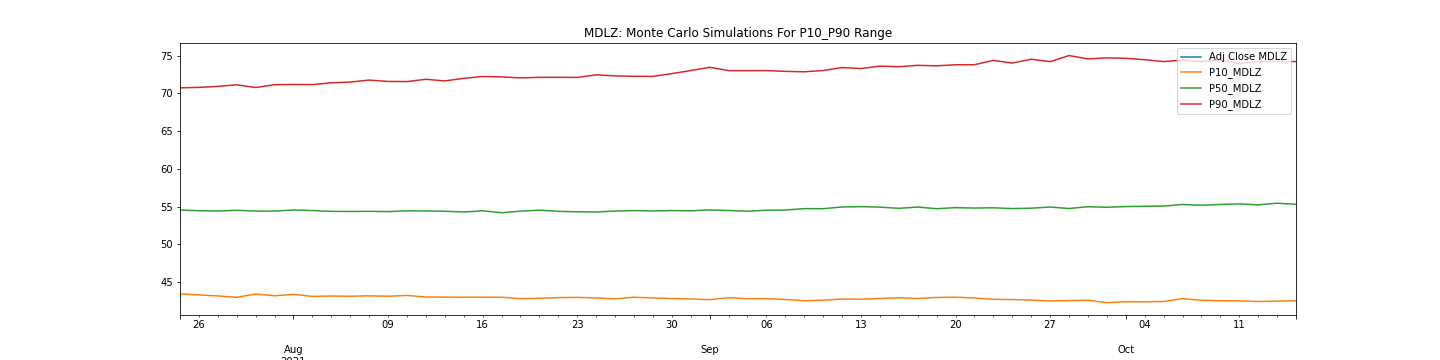 MDLZ: Monte Carlo Simulations For P10_P90 Range
Adj Close MDLZ
P10_MDLZ
P50_MDLZ
P90_MDLZ
75
70
65
60
55
50
45
26 09 16 23 30 06 13 20 27 04 11
Aug Sep Oct
2021